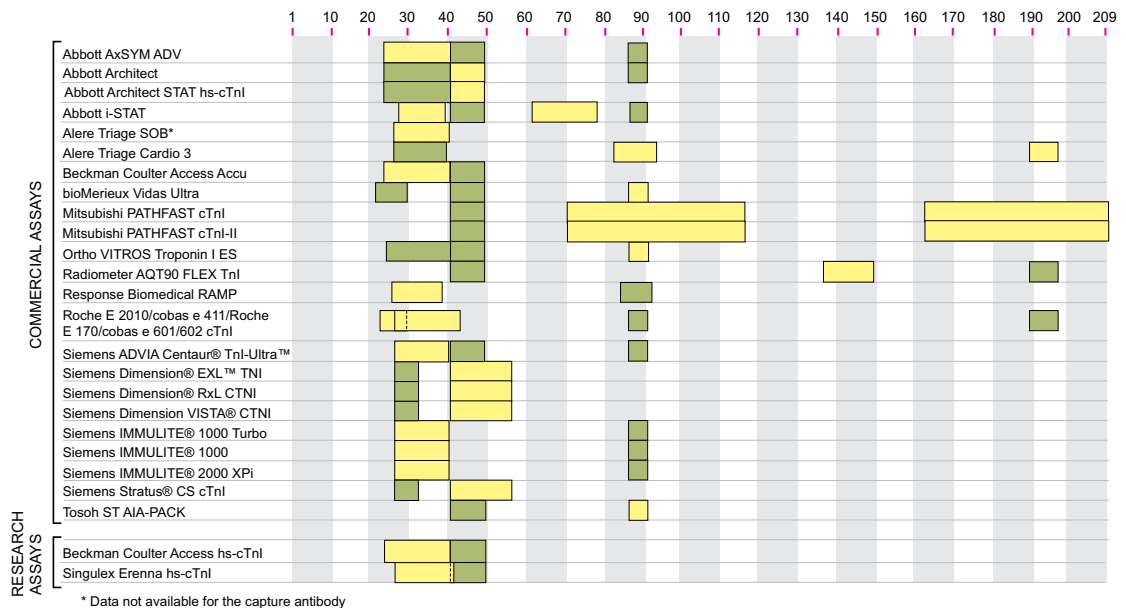 1 10 20 30 40 50 60 70 80 90 100 110 120 130 140 150 160 170 180 190 200 209
COMMERCIAL ASSAYS
Abbott AxSYM ADV
Abbott Architect
Abbott Architect STAT hs-cTnI
Abbott i-STAT
Alere Triage SOB*
Alere Triage Cardio 3
Beckman Coulter Access Accu
bioMerieux Vidas Ultra
Mitsubishi PATHFAST cTnI
Mitsubishi PATHFAST cTnI-II
Ortho VITROS Troponin I ES
Radiometer AQT90 FLEX TnI
Response Biomedical RAMP
Roche E 2010/cobas e 411/Roche
E 170/cobas e 601/602 cTnI
Siemens ADVIA Centaur® TnI-Ultra™
Siemens Dimension® EXL™ TNI
Siemens Dimension® RxL CTNI
Siemens Dimension VISTA® CTNI
Siemens IMMULITE® 1000 Turbo
Siemens IMMULITE® 1000
Siemens IMMULITE® 2000 XPi
Siemens Stratus® CS cTnI
Tosoh ST AIA-PACK
RESEARCH
ASSAYS
Beckman Coulter Access hs-cTnI
Singulex Erenna hs-cTnI
* Data not available for the capture antibody